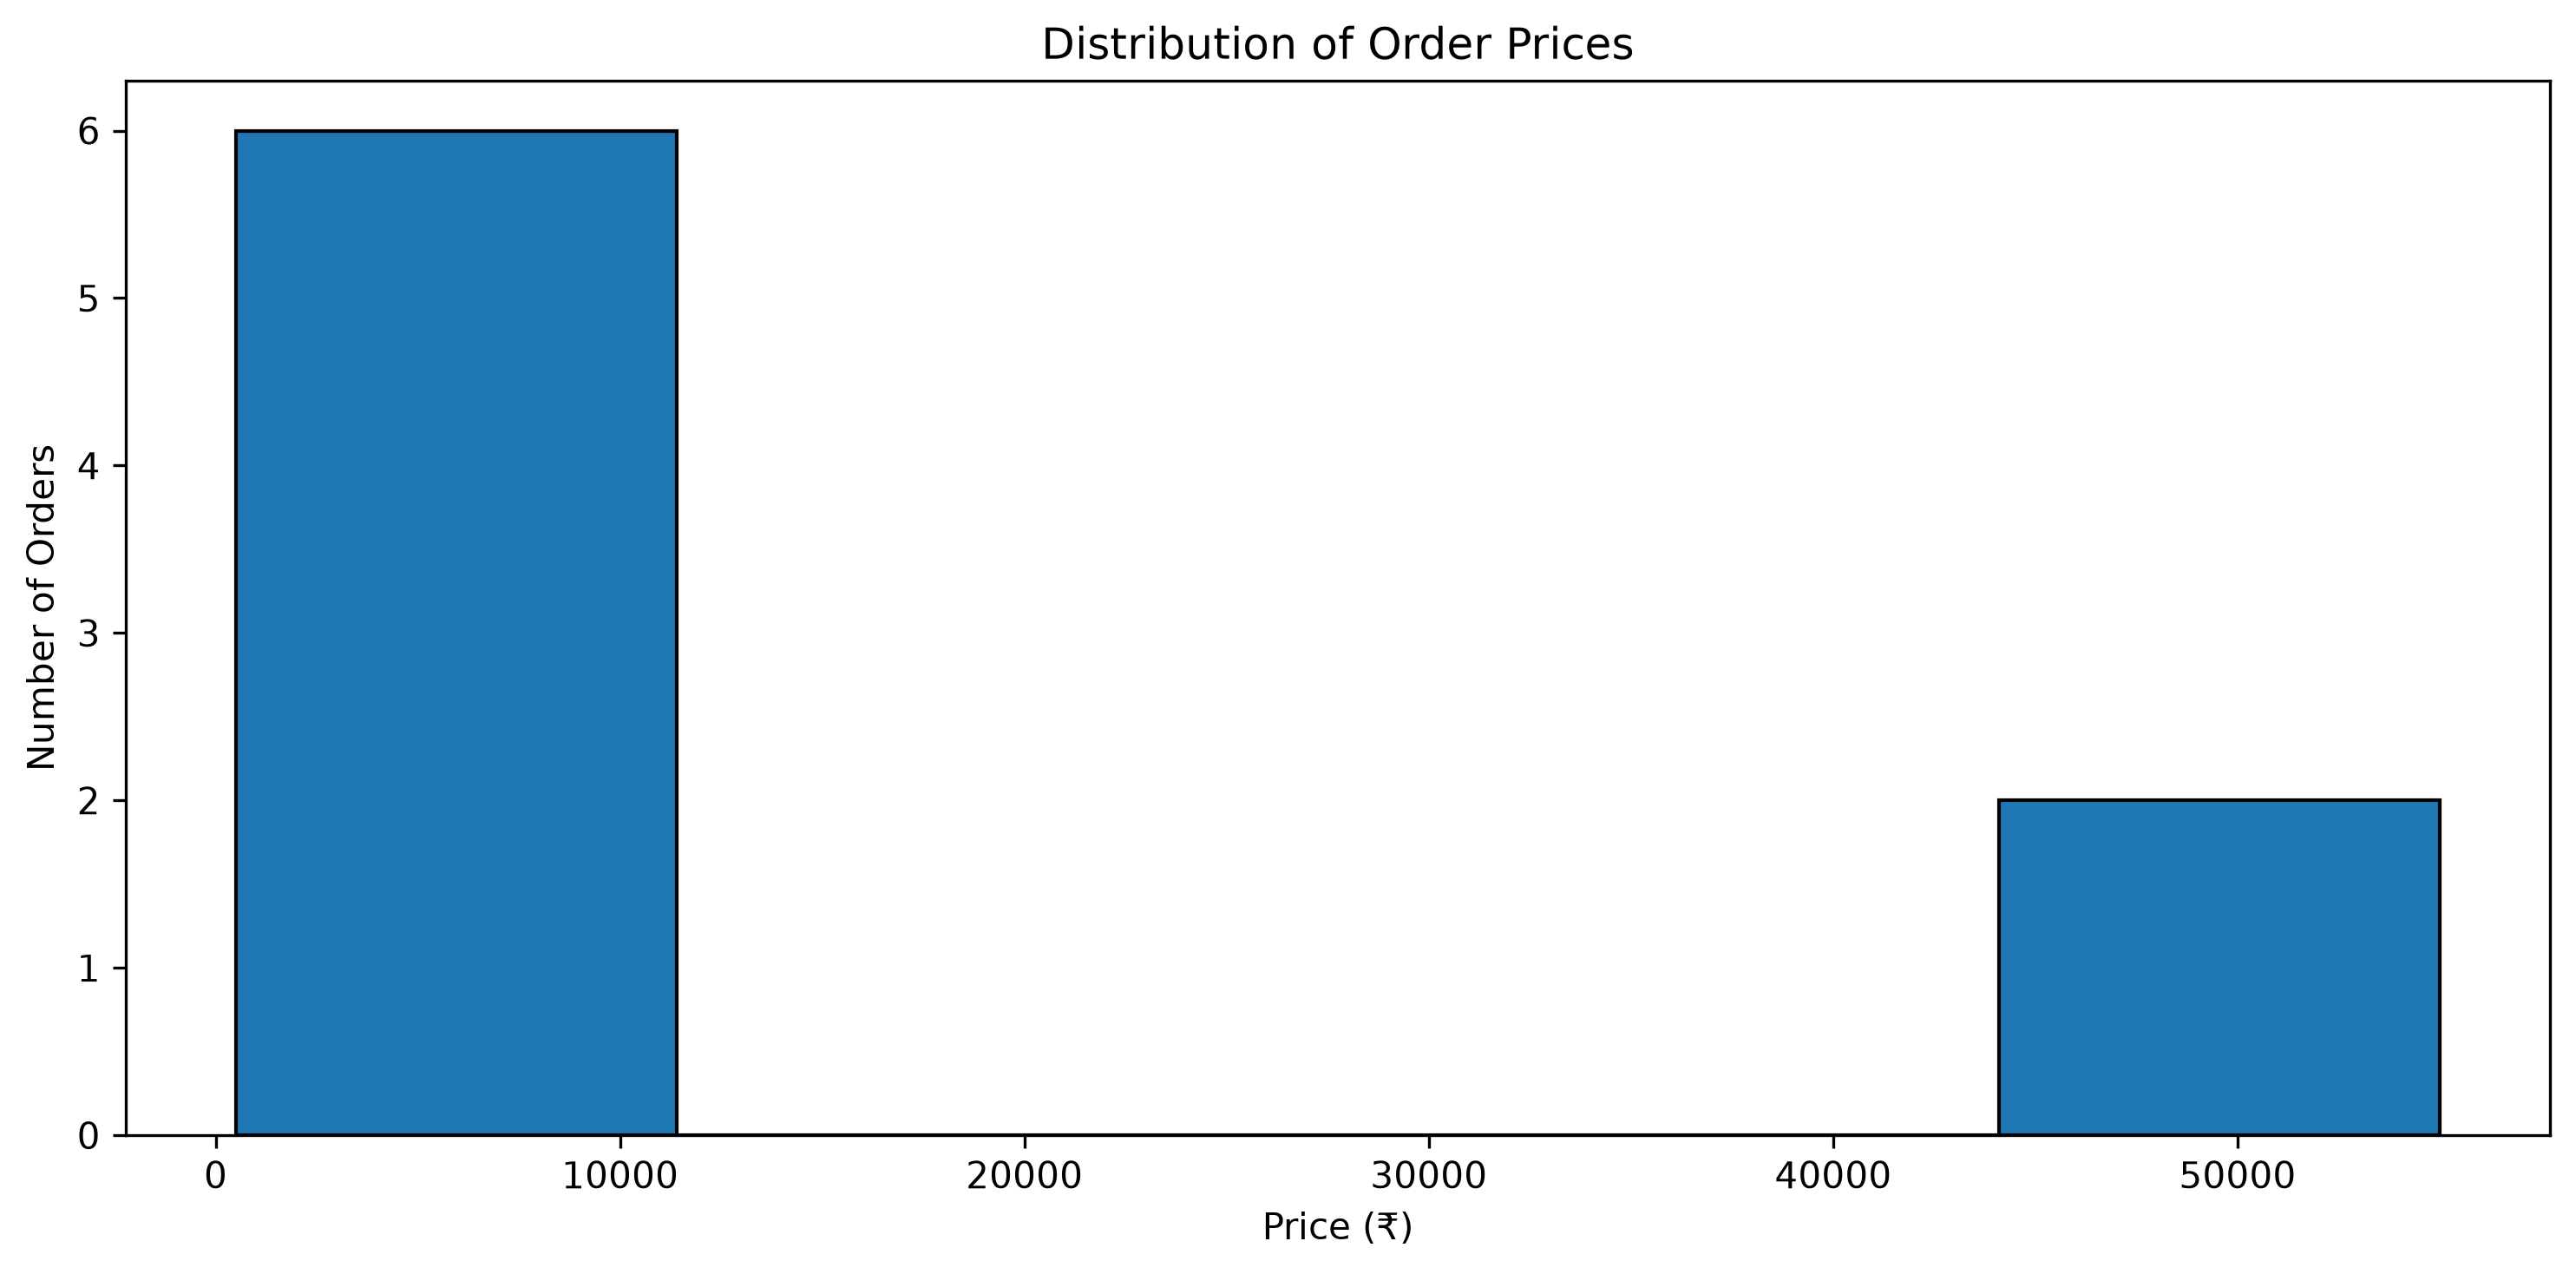 Distribution of Order Prices
6
5
4
3
2
1
0
Number of Orders
0 10000 20000 30000 40000 50000
Price (₹)